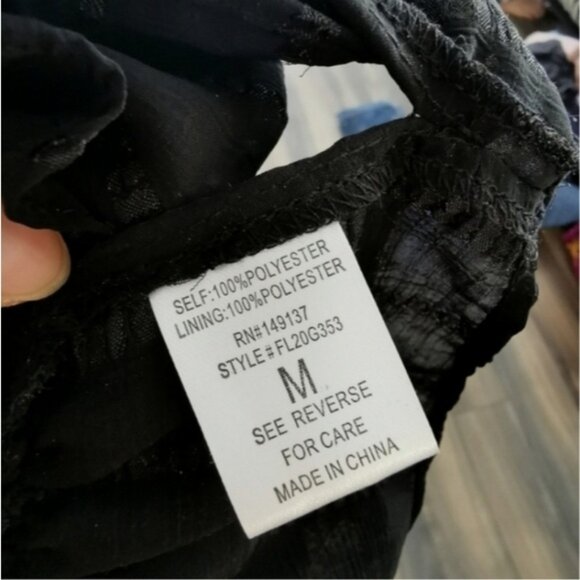 SELF:100%POLYESTER
LINING:100%POLYESTER
RN#149137
STYLE#FL20G353
M
SEE REVERSE
FOR CARE
MADE IN CHINA